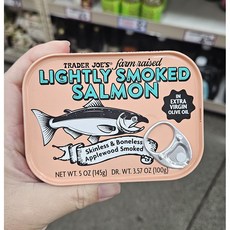 TRADER JOE'S farm raised
LIGHTLY SMOKED
SALMON
IN
EXTRA
VIRGIN
OLIVE OIL
Skinless & Boneless
Applewood Smoked
NET WT. 5 OZ (145g) DR. WT. 3.57 OZ (100g)